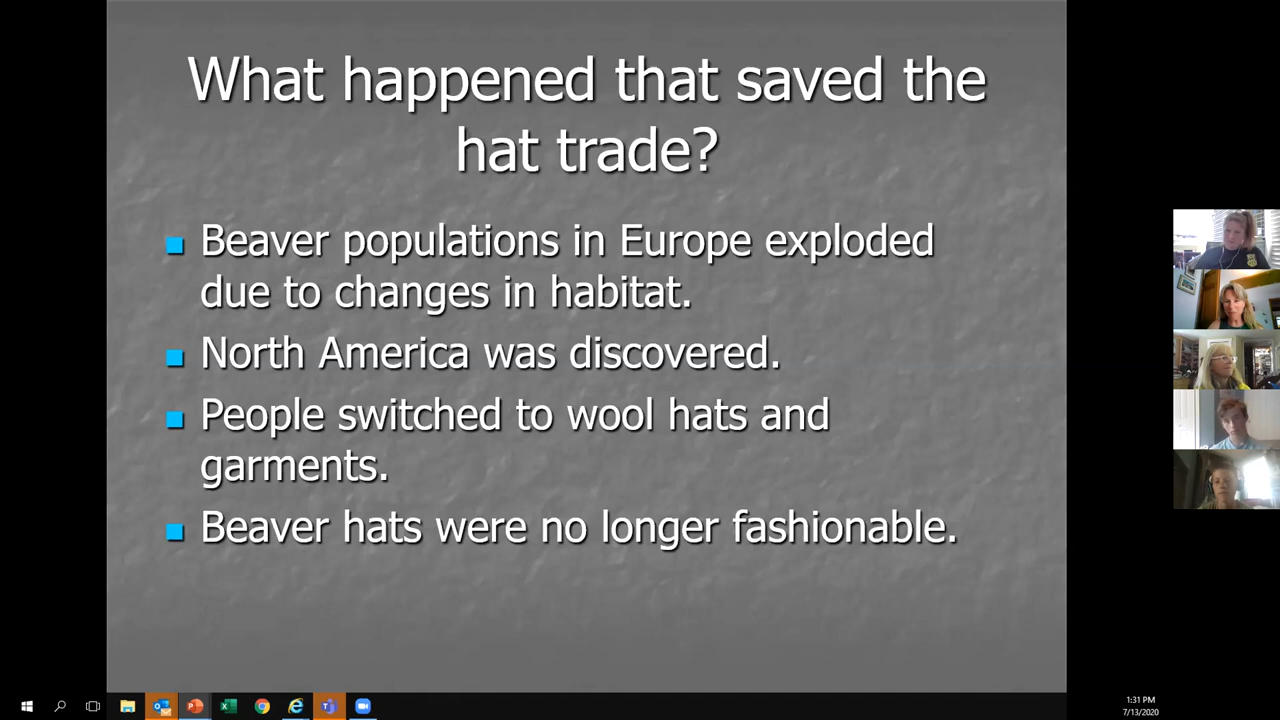 What happened that saved the
hat trade?
Beaver populations in Europe exploded
due to changes in habitat.
North America was discovered.
People switched to wool hats and
garments.
Beaver hats were no longer fashionable.
1:31 PM
7/13/2020